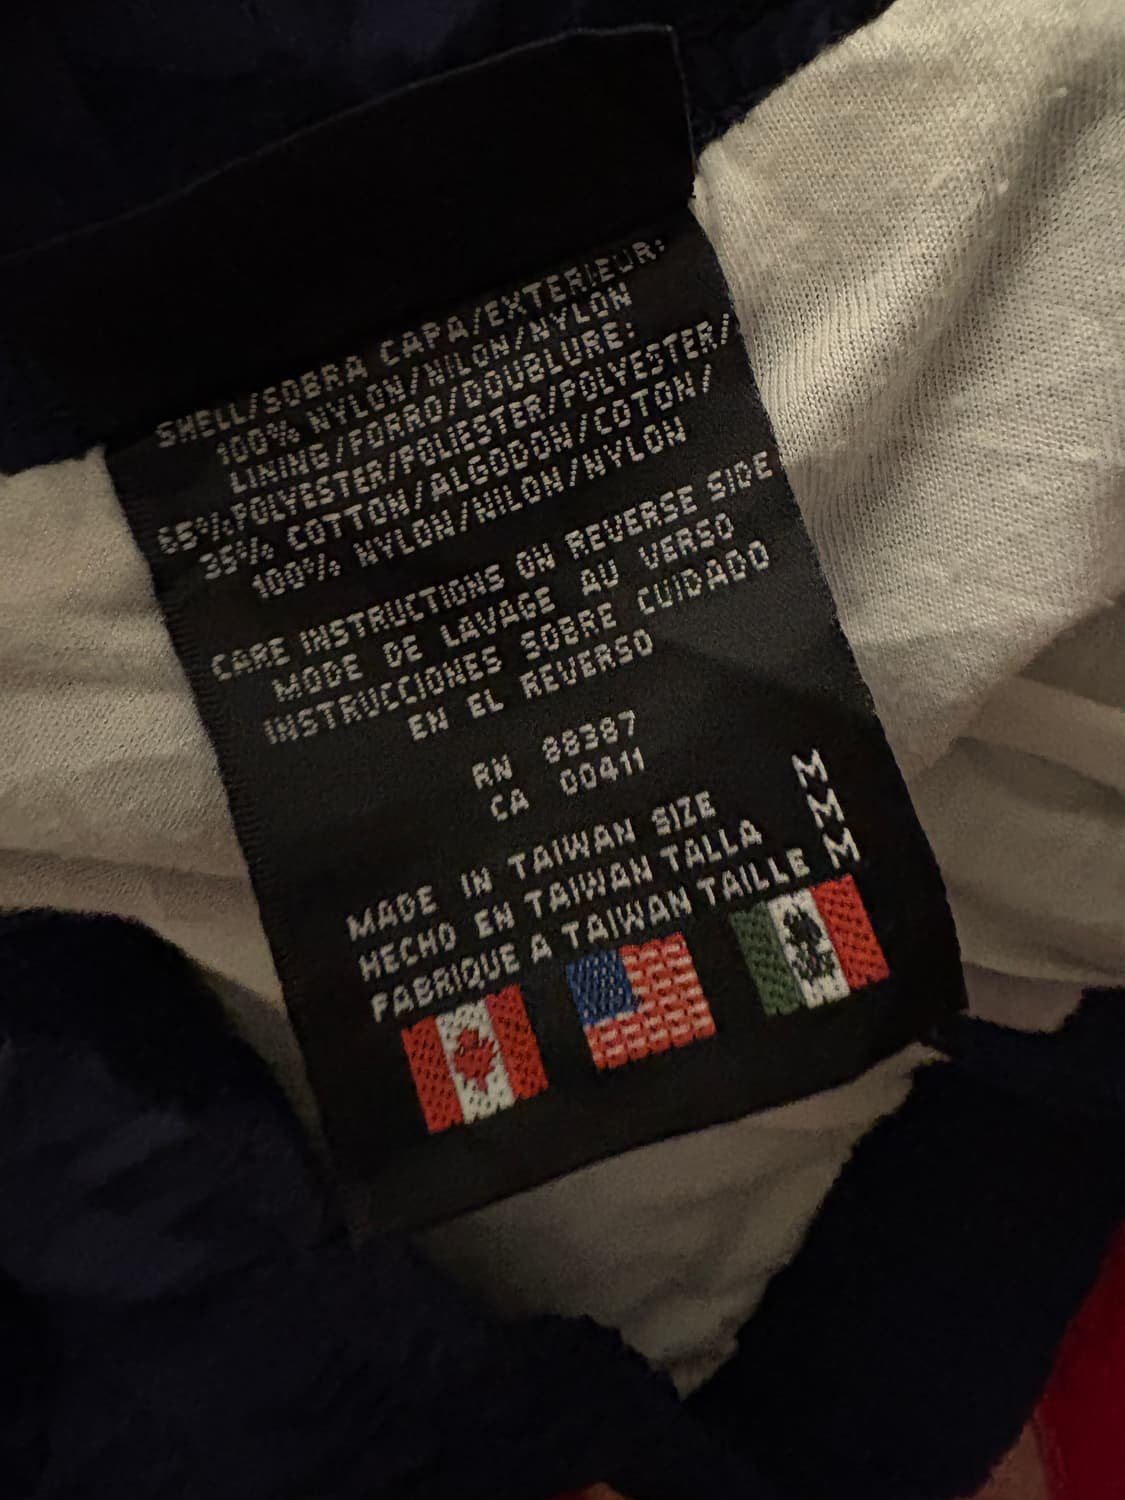 SHELL/SOBRA CAPA/EXTERIEUR:
100% NYLON/NILON/NYLON
LINING/FORRO/DOUBLURE:
65% POLYESTER/POLIESTER/POLYESTER/
35% COTTON/ALGODON/COTON/
100% NYLON/NILON/NYLON
CARE INSTRUCTIONS ON REVERSE SIDE
MODE DE LAVAGE AU VERSO
INSTRUCCIONES SOBRE CUIDADO
EN EL REVERSO
RN 88387
CA 00411
MADE IN TAIWAN SIZE M
HECHO EN TAIWAN TALLA M
FABRIQUE A TAIWAN TAILLE M